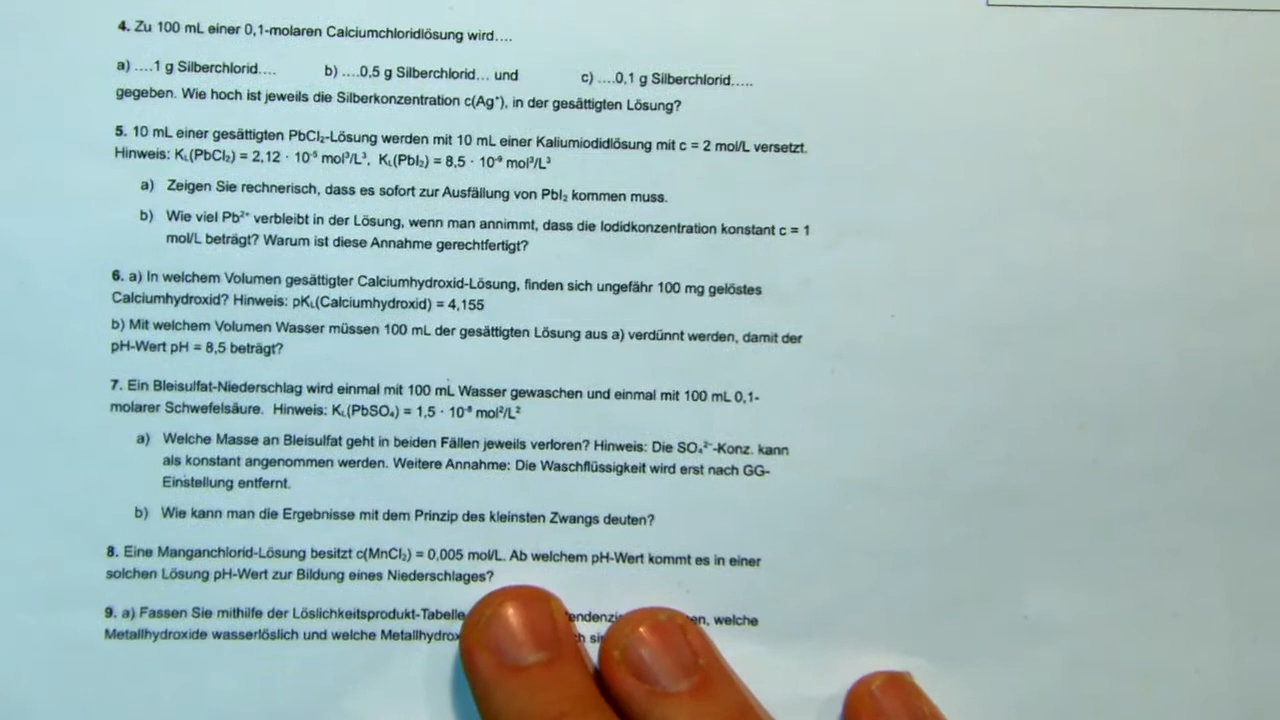 4. Zu 100 mL einer 0,1-molaren Calciumchloridlösung wird....
a) ....1 g Silberchlorid.... b) ....0,5 g Silberchlorid... und c) ....0,1 g Silberchlorid.....
gegeben. Wie hoch ist jeweils die Silberkonzentration c(Ag⁺), in der gesättigten Lösung?
5. 10 mL einer gesättigten PbCl₂-Lösung werden mit 10 mL einer Kaliumiodidlösung mit c = 2 mol/L versetzt.
Hinweis: K_L(PbCl₂) = 2,12 · 10⁻⁵ mol³/L³, K_L(PbI₂) = 8,5 · 10⁻⁹ mol³/L³
a) Zeigen Sie rechnerisch, dass es sofort zur Ausfällung von PbI₂ kommen muss.
b) Wie viel Pb²⁺ verbleibt in der Lösung, wenn man annimmt, dass die Iodidkonzentration konstant c = 1
mol/L beträgt? Warum ist diese Annahme gerechtfertigt?
6. a) In welchem Volumen gesättigter Calciumhydroxid-Lösung, finden sich ungefähr 100 mg gelöstes
Calciumhydroxid? Hinweis: pK_L(Calciumhydroxid) = 4,155
b) Mit welchem Volumen Wasser müssen 100 mL der gesättigten Lösung aus a) verdünnt werden, damit der
pH-Wert pH = 8,5 beträgt?
7. Ein Bleisulfat-Niederschlag wird einmal mit 100 mL Wasser gewaschen und einmal mit 100 mL 0,1-
molarer Schwefelsäure. Hinweis: K_L(PbSO₄) = 1,5 · 10⁻⁸ mol²/L²
a) Welche Masse an Bleisulfat geht in beiden Fällen jeweils verloren? Hinweis: Die SO₄²⁻-Konz. kann
als konstant angenommen werden. Weitere Annahme: Die Waschflüssigkeit wird erst nach GG-
Einstellung entfernt.
b) Wie kann man die Ergebnisse mit dem Prinzip des kleinsten Zwangs deuten?
8. Eine Manganchlorid-Lösung besitzt c(MnCl₂) = 0,005 mol/L. Ab welchem pH-Wert kommt es in einer
solchen Lösung pH-Wert zur Bildung eines Niederschlages?
9. a) Fassen Sie mithilfe der Löslichkeitsprodukt-Tabelle welche
Metallhydroxide wasserlöslich und welche